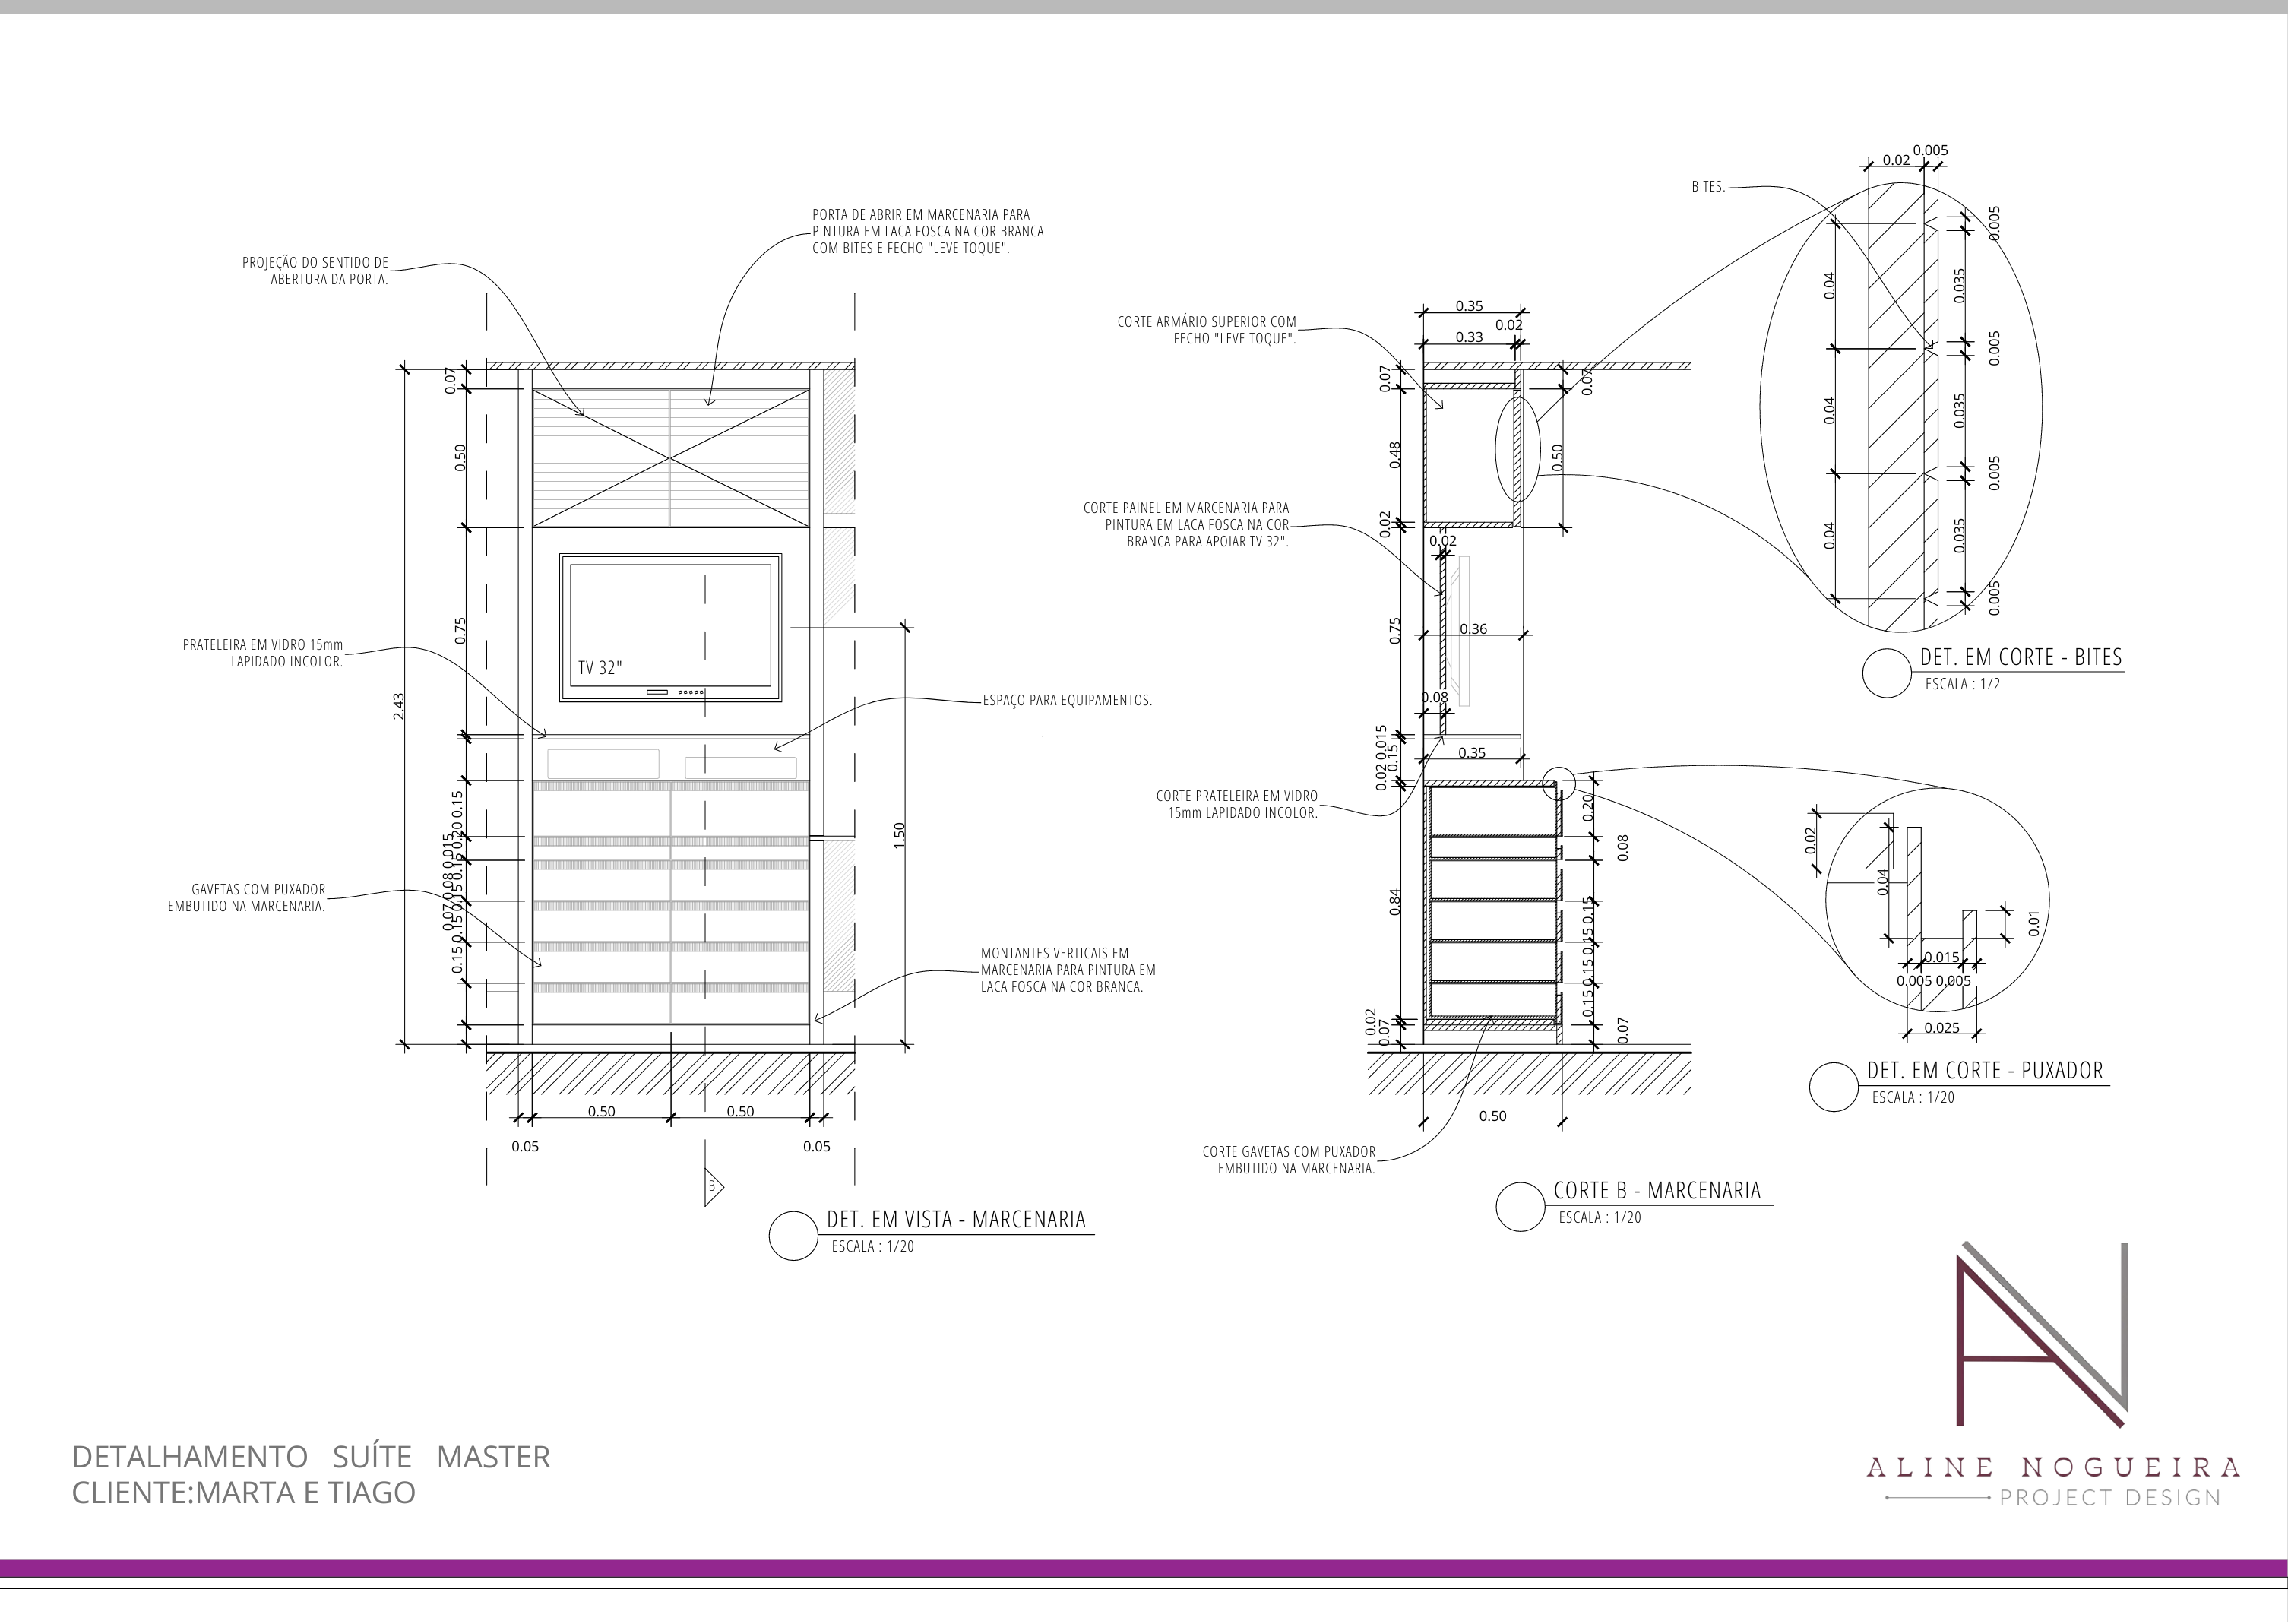 PROJEÇÃO DO SENTIDO DE
ABERTURA DA PORTA.
PORTA DE ABRIR EM MARCENARIA PARA
PINTURA EM LACA FOSCA NA COR BRANCA
COM BITES E FECHO "LEVE TOQUE".
PRATELEIRA EM VIDRO 15mm
LAPIDADO INCOLOR.
TV 32"
ESPAÇO PARA EQUIPAMENTOS.
GAVETAS COM PUXADOR
EMBUTIDO NA MARCENARIA.
MONTANTES VERTICAIS EM
MARCENARIA PARA PINTURA EM
LACA FOSCA NA COR BRANCA.
0.07
0.50
0.75
2.43
0.15
0.20
0.015
0.15
0.08
0.15
0.07
0.15
0.15
1.50
0.50
0.50
0.05
0.05
B
DET. EM VISTA - MARCENARIA
ESCALA : 1/20
CORTE ARMÁRIO SUPERIOR COM
FECHO "LEVE TOQUE".
CORTE PAINEL EM MARCENARIA PARA
PINTURA EM LACA FOSCA NA COR
BRANCA PARA APOIAR TV 32".
CORTE PRATELEIRA EM VIDRO
15mm LAPIDADO INCOLOR.
CORTE GAVETAS COM PUXADOR
EMBUTIDO NA MARCENARIA.
0.35
0.02
0.33
0.07
0.07
0.48
0.50
0.02
0.02
0.75
0.36
0.08
0.015
0.15
0.02
0.35
0.84
0.20
0.08
0.15
0.15
0.15
0.15
0.07
0.02
0.07
0.50
CORTE B - MARCENARIA
ESCALA : 1/20
BITES.
0.02
0.005
0.005
0.04
0.035
0.005
0.04
0.035
0.005
0.04
0.035
0.005
DET. EM CORTE - BITES
ESCALA : 1/2
0.02
0.04
0.01
0.015
0.005
0.005
0.025
DET. EM CORTE - PUXADOR
ESCALA : 1/20
DETALHAMENTO SUÍTE MASTER
CLIENTE:MARTA E TIAGO
ALINE NOGUEIRA
PROJECT DESIGN